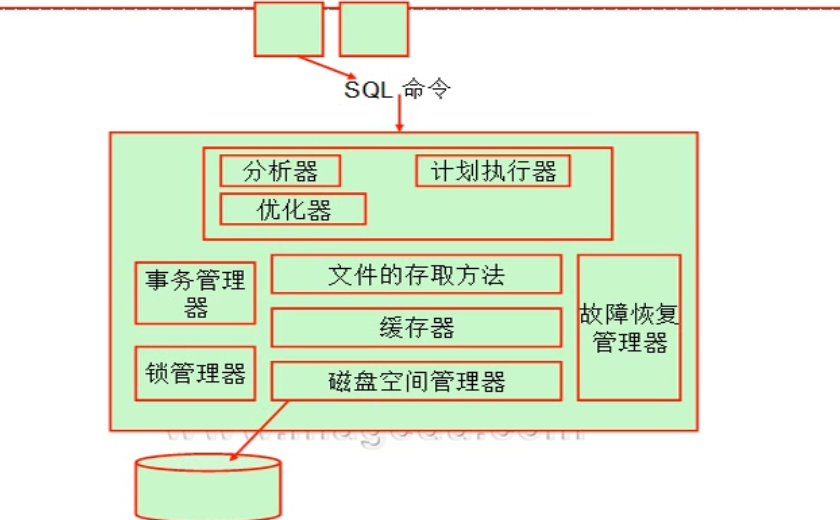 SQL 命令
分析器
计划执行器
优化器
事务管理
器
文件的存取方法
缓存器
故障恢复
管理器
锁管理器
磁盘空间管理器